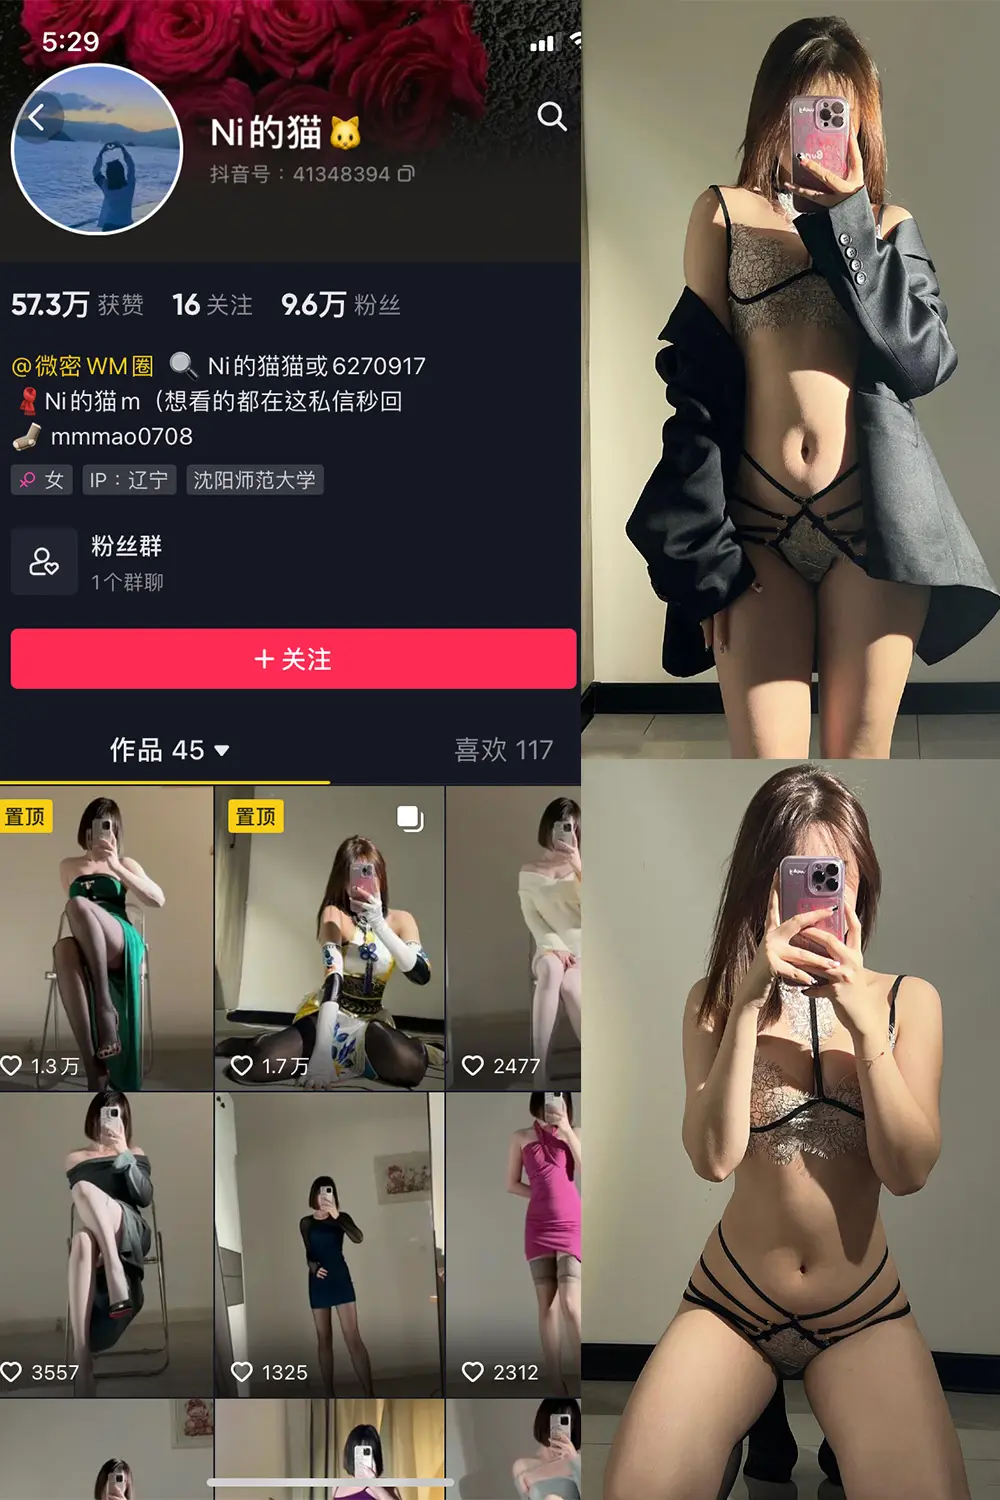 5:29
Ni的猫🐱
抖音号：41348394
57.3万 获赞 16 关注 9.6万 粉丝
@微密WM圈 🔍 Ni的猫猫或6270917
🧣Ni的猫m（想看的都在这私信秒回
🧦 mmmao0708
女 IP：辽宁 沈阳师范大学
粉丝群
1个群聊
+ 关注
作品 45 喜欢 117
置顶 置顶
1.3万 1.7万 2477
3557 1325 2312